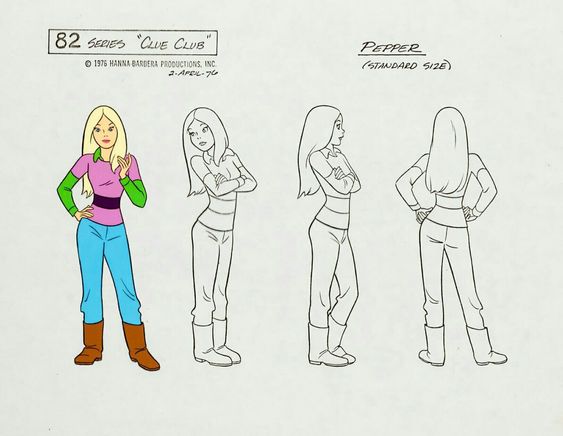 82 SERIES "CLUE CLUB"
© 1976 HANNA-BARBERA PRODUCTIONS, INC.
2-APRIL-76
PEPPER
(STANDARD SIZE)